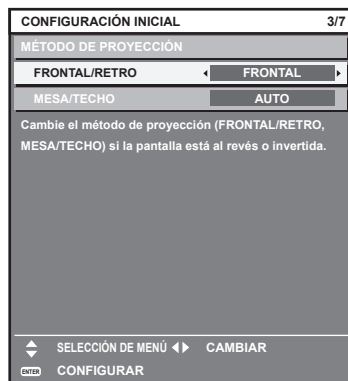 CONFIGURACIÓN INICIAL 3/7
MÉTODO DE PROYECCIÓN
FRONTAL/RETRO FRONTAL
MESA/TECHO AUTO
Cambie el método de proyección (FRONTAL/RETRO,
MESA/TECHO) si la pantalla está al revés o invertida.
SELECCIÓN DE MENÚ CAMBIAR
ENTER CONFIGURAR